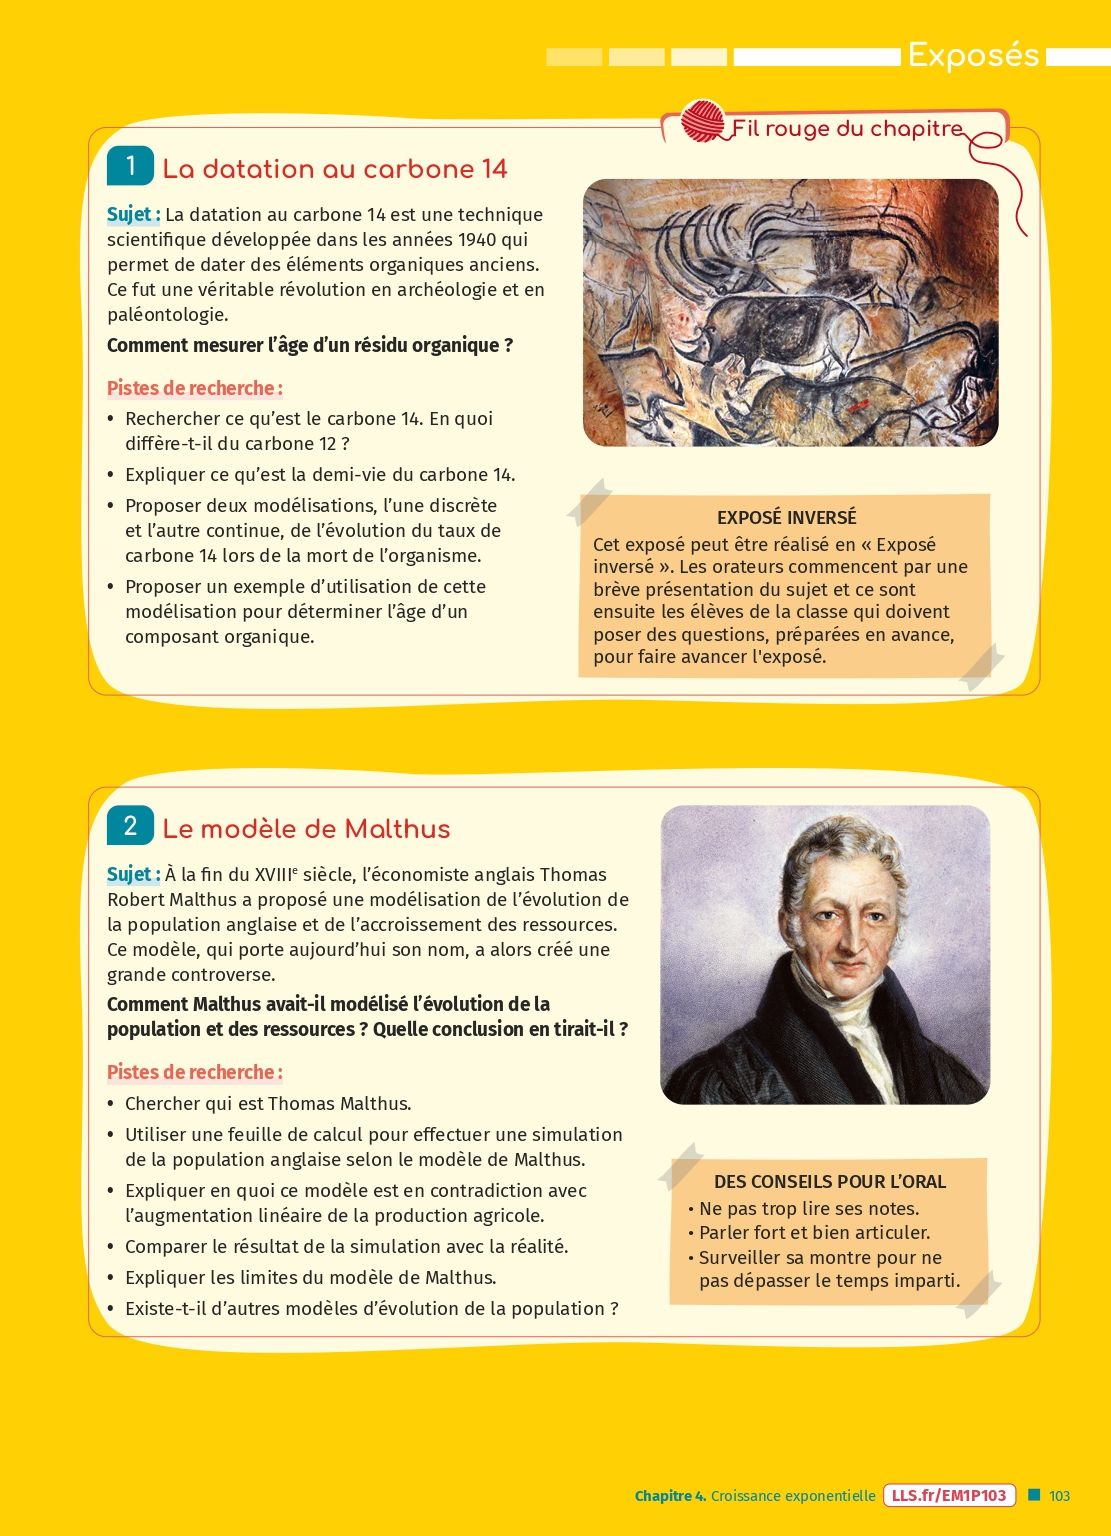 Exposés
Fil rouge du chapitre
1 La datation au carbone 14
Sujet : La datation au carbone 14 est une technique
scientifique développée dans les années 1940 qui
permet de dater des éléments organiques anciens.
Ce fut une véritable révolution en archéologie et en
paléontologie.
Comment mesurer l’âge d’un résidu organique ?
Pistes de recherche :
• Rechercher ce qu’est le carbone 14. En quoi
diffère-t-il du carbone 12 ?
• Expliquer ce qu’est la demi-vie du carbone 14.
• Proposer deux modélisations, l’une discrète
et l’autre continue, de l’évolution du taux de
carbone 14 lors de la mort de l’organisme.
• Proposer un exemple d’utilisation de cette
modélisation pour déterminer l’âge d’un
composant organique.
EXPOSÉ INVERSÉ
Cet exposé peut être réalisé en « Exposé
inversé ». Les orateurs commencent par une
brève présentation du sujet et ce sont
ensuite les élèves de la classe qui doivent
poser des questions, préparées en avance,
pour faire avancer l'exposé.
2 Le modèle de Malthus
Sujet : À la fin du XVIIIe siècle, l’économiste anglais Thomas
Robert Malthus a proposé une modélisation de l’évolution de
la population anglaise et de l’accroissement des ressources.
Ce modèle, qui porte aujourd’hui son nom, a alors créé une
grande controverse.
Comment Malthus avait-il modélisé l’évolution de la
population et des ressources ? Quelle conclusion en tirait-il ?
Pistes de recherche :
• Chercher qui est Thomas Malthus.
• Utiliser une feuille de calcul pour effectuer une simulation
de la population anglaise selon le modèle de Malthus.
• Expliquer en quoi ce modèle est en contradiction avec
l’augmentation linéaire de la production agricole.
• Comparer le résultat de la simulation avec la réalité.
• Expliquer les limites du modèle de Malthus.
• Existe-t-il d’autres modèles d’évolution de la population ?
DES CONSEILS POUR L’ORAL
• Ne pas trop lire ses notes.
• Parler fort et bien articuler.
• Surveiller sa montre pour ne
pas dépasser le temps imparti.
Chapitre 4. Croissance exponentielle LLS.fr/EM1P103 103